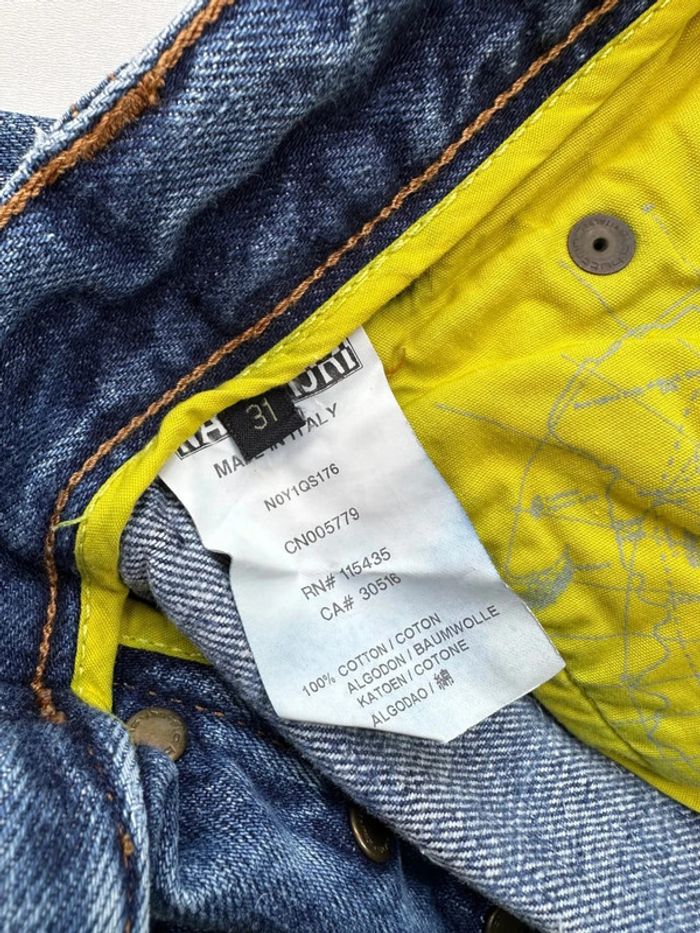 31
MADE IN ITALY
N0Y1QS176
CN005779
RN# 115435
CA# 30516
100% COTTON / COTON
ALGODON / BAUMWOLLE
KATOEN / COTONE
ALGODAO / 綿